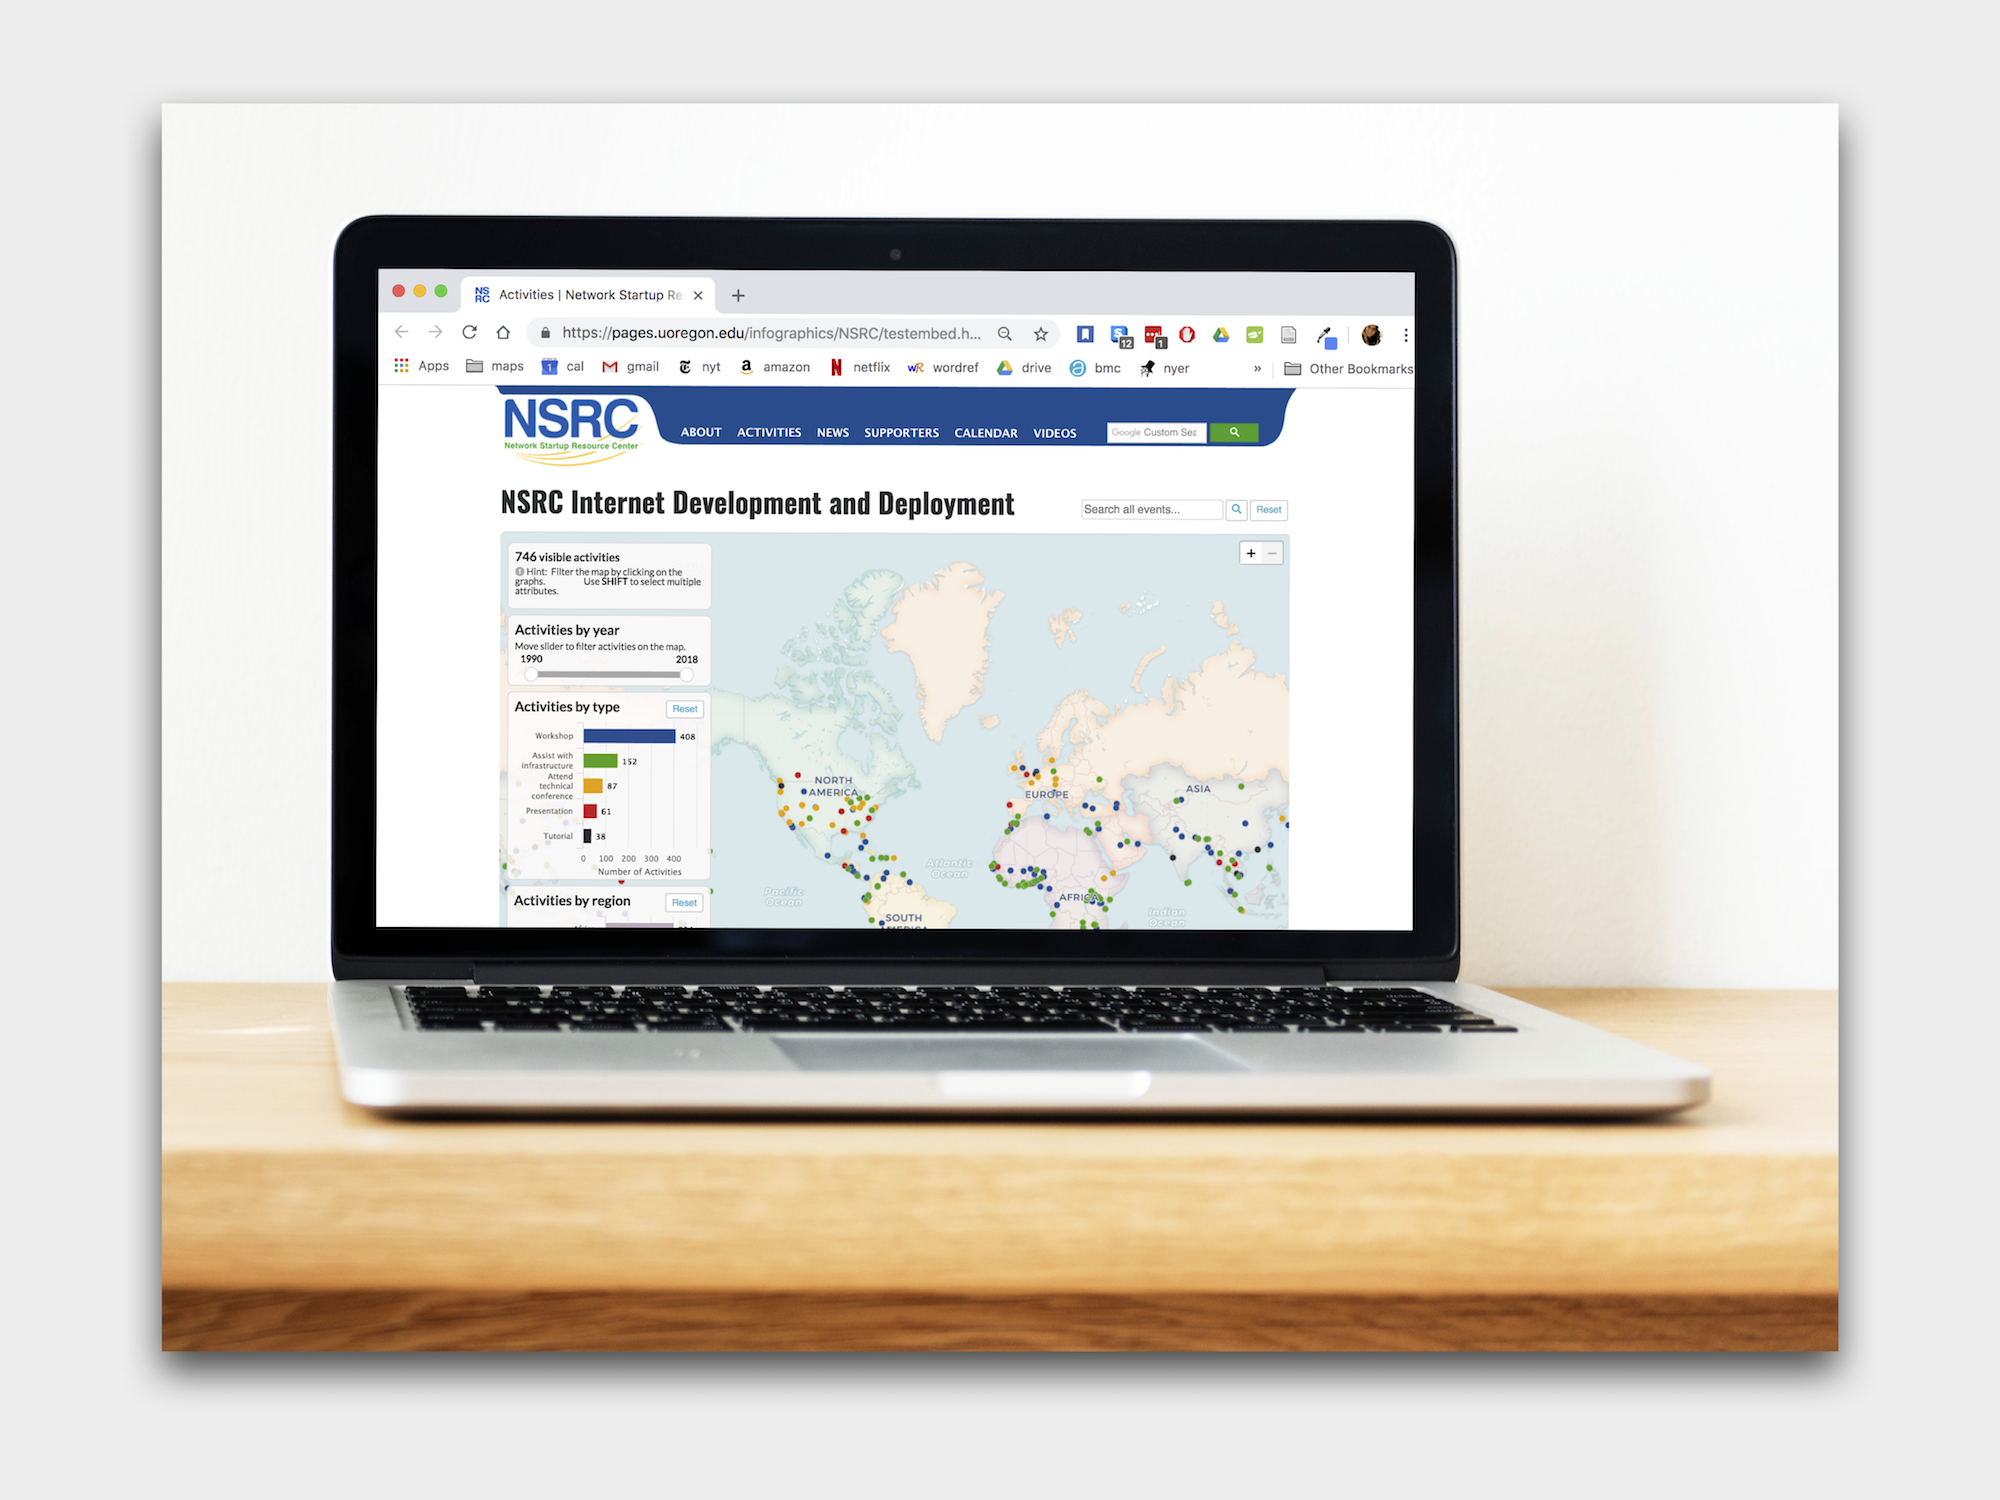 NS
RC
Activities | Network Startup Re
https://pages.uoregon.edu/infographics/NSRC/testembed.h...
12
1
Apps
maps
cal
gmail
nyt
amazon
netflix
wordref
drive
bmc
nyer
»
Other Bookmarks
NSRC
Network Startup Resource Center
ABOUT
ACTIVITIES
NEWS
SUPPORTERS
CALENDAR
VIDEOS
Google Custom Sea
NSRC Internet Development and Deployment
Search all events...
Reset
746 visible activities
Hint: Filter the map by clicking on the
graphs. Use SHIFT to select multiple
attributes.
Activities by year
Move slider to filter activities on the map.
1990 2018
Activities by type
Reset
Workshop 408
Assist with
infrastructure 152
Attend
technical
conference 87
Presentation 61
Tutorial 38
0 100 200 300 400
Number of Activities
Activities by region
Reset
NORTH
AMERICA
EUROPE
ASIA
Atlantic
Ocean
Pacific
Ocean
AFRICA
Indian
Ocean
SOUTH
AMERICA